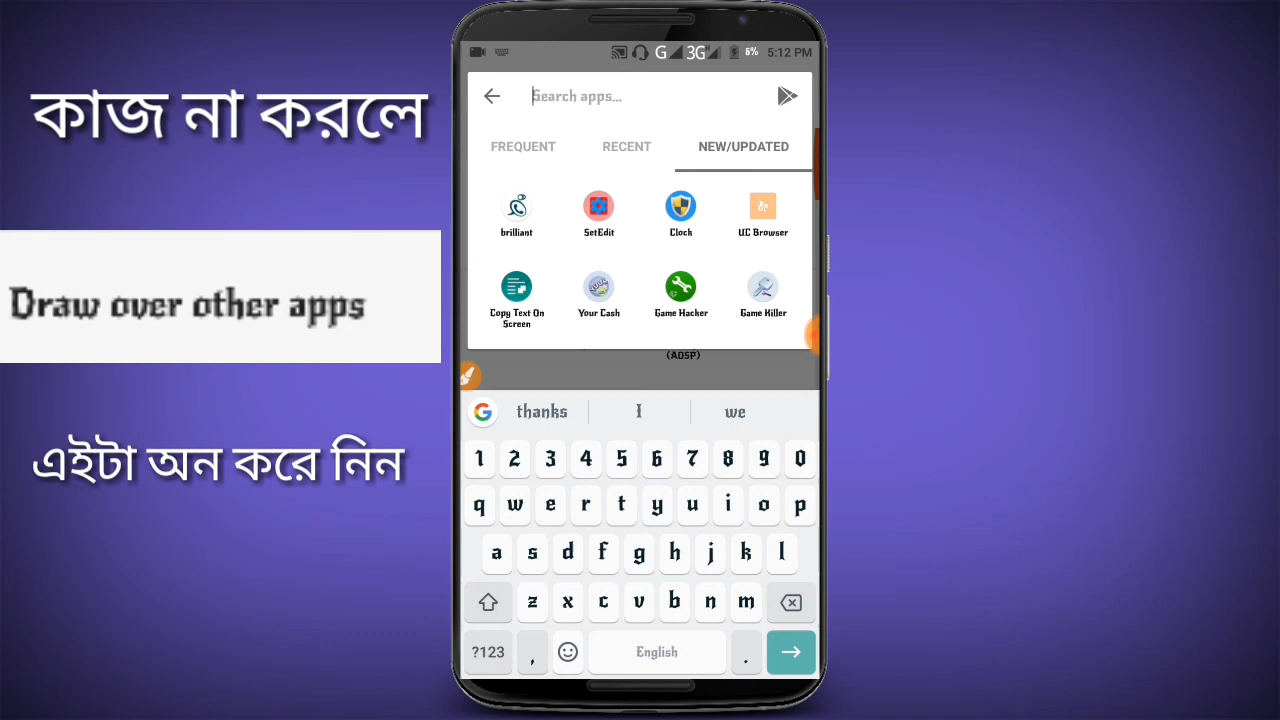 কাজ না করলে
Draw over other apps
এইটা অন করে নিন
G 3G H 6% 5:12 PM
Search apps...
FREQUENT RECENT NEW/UPDATED
brilliant SetEdit Clock UC Browser
Copy Text On Screen Your Cash Game Hacker Game Killer
(AOSP)
G thanks I we
1 2 3 4 5 6 7 8 9 0
q w e r t y u i o p
a s d f g h j k l
z x c v b n m
?123 , English .